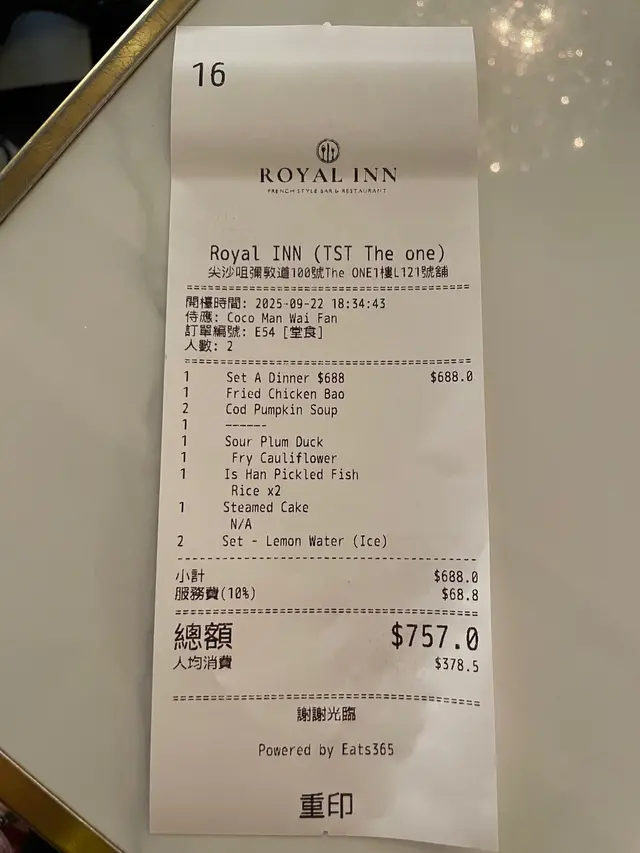 16
ROYAL INN
FRENCH STYLE BAR & RESTAURANT
Royal INN (TST The one)
尖沙咀彌敦道100號The ONE1樓L121號舖
開檯時間: 2025-09-22 18:34:43
侍應: Coco Man Wai Fan
訂單編號: E54 [堂食]
人數: 2
1 Set A Dinner $688 $688.0
1 Fried Chicken Bao
2 Cod Pumpkin Soup
1 ------
1 Sour Plum Duck
1 Fry Cauliflower
1 Is Han Pickled Fish
Rice x2
1 Steamed Cake
N/A
2 Set - Lemon Water (Ice)
小計 $688.0
服務費(10%) $68.8
總額 $757.0
人均消費 $378.5
謝謝光臨
Powered by Eats365
重印